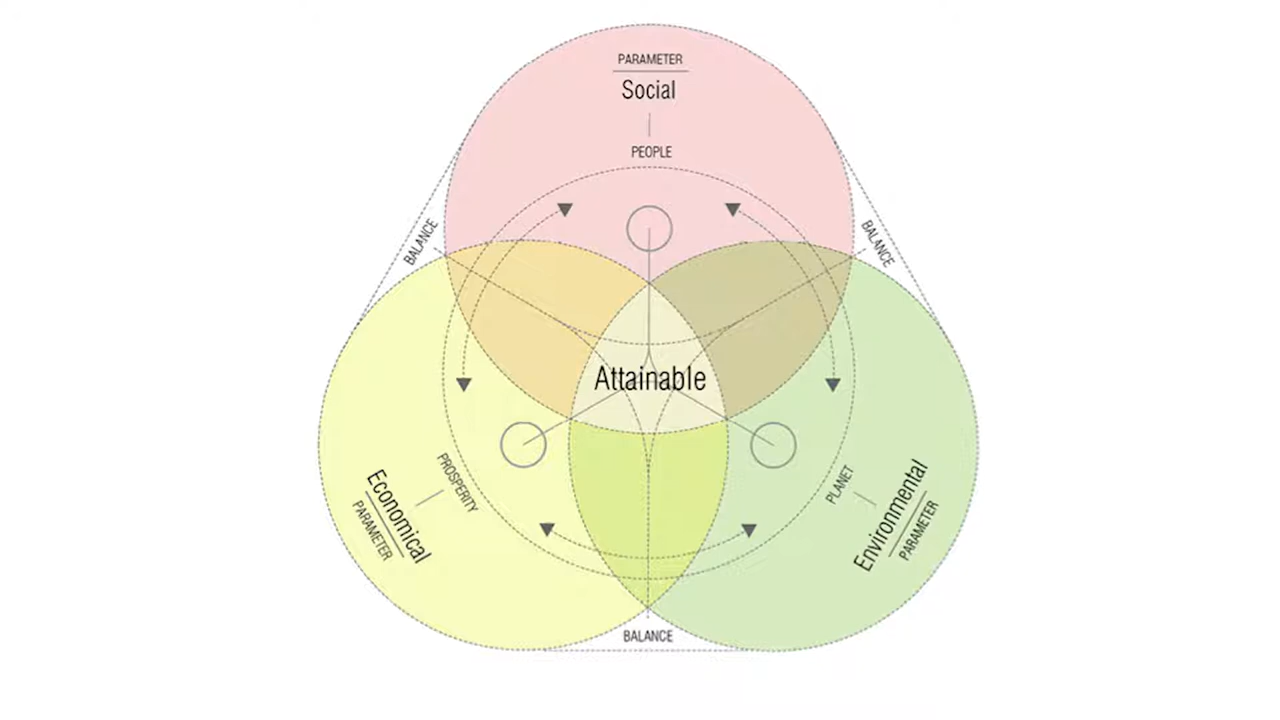 PARAMETER
Social
PEOPLE
BALANCE
BALANCE
Attainable
PROSPERITY
Economical
PARAMETER
PLANET
Environmental
PARAMETER
BALANCE